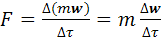 F = Δ(mw)/Δτ = m Δw/Δτ